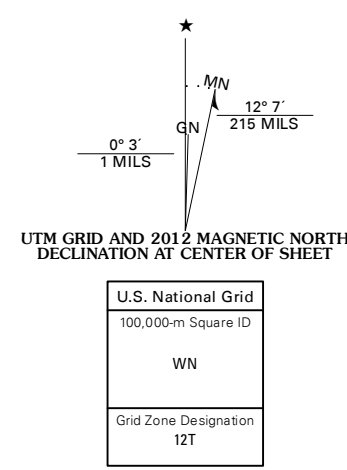 ★
MN
GN
12° 7´
215 MILS
0° 3´
1 MILS
UTM GRID AND 2012 MAGNETIC NORTH
DECLINATION AT CENTER OF SHEET
U.S. National Grid
100,000-m Square ID
WN
Grid Zone Designation
12T